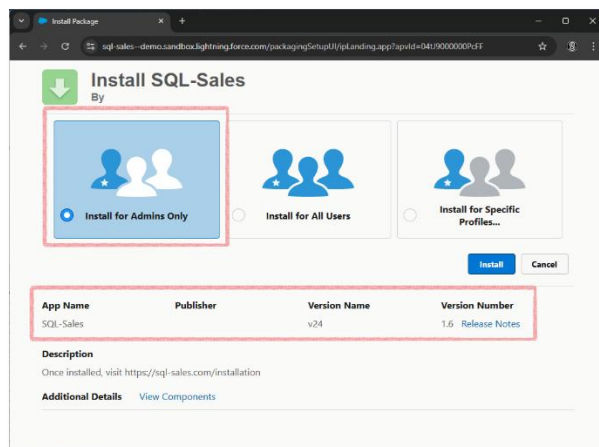 Install Package
sql-sales--demo.sandbox.lightning.force.com/packagingSetupUI/ipLanding.app?apvId=04tJ9000000PcFF
Install SQL-Sales
By
Install for Admins Only
Install for All Users
Install for Specific
Profiles...
Install Cancel
App Name Publisher Version Name Version Number
SQL-Sales v24 1.6 Release Notes
Description
Once installed, visit https://sql-sales.com/installation
Additional Details View Components